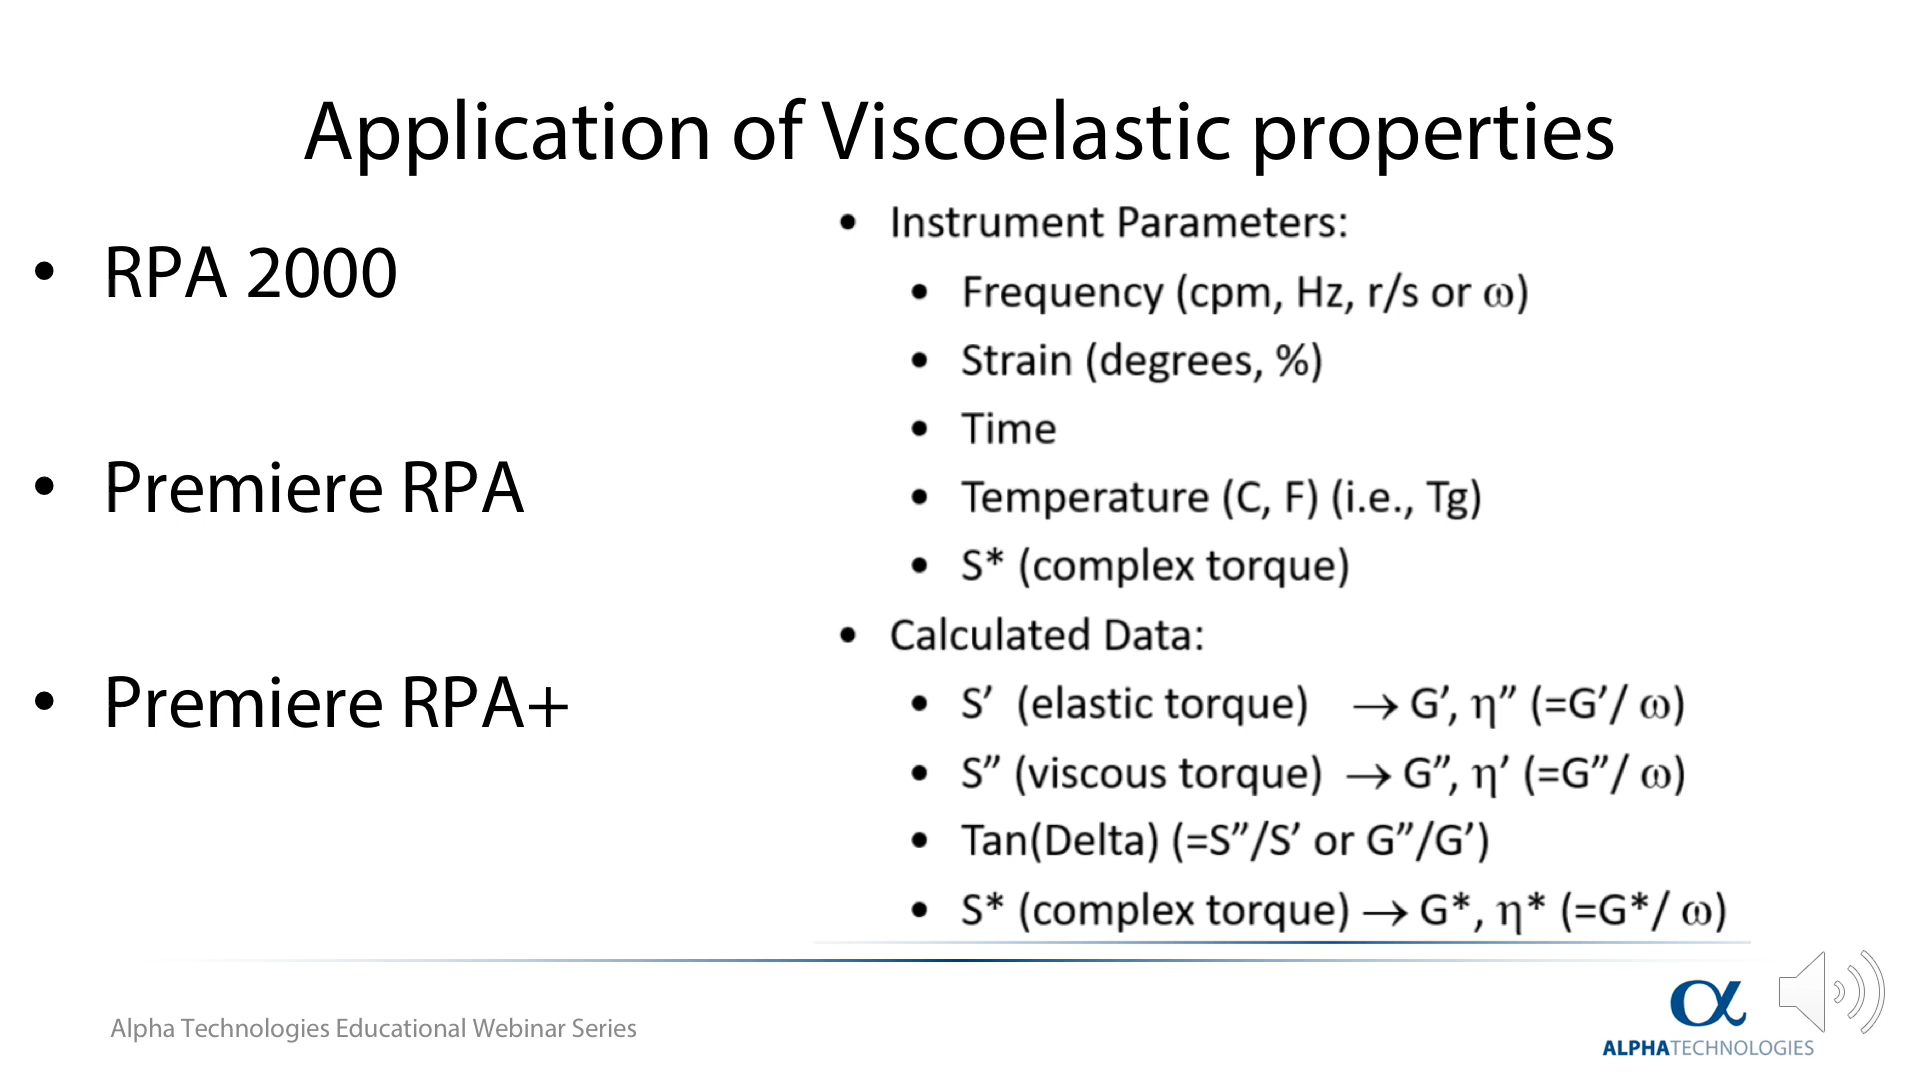 Application of Viscoelastic properties
• RPA 2000
• Premiere RPA
• Premiere RPA+
• Instrument Parameters:
• Frequency (cpm, Hz, r/s or ω)
• Strain (degrees, %)
• Time
• Temperature (C, F) (i.e., Tg)
• S* (complex torque)
• Calculated Data:
• S’ (elastic torque) → G’, η” (=G’/ ω)
• S” (viscous torque) → G”, η’ (=G”/ ω)
• Tan(Delta) (=S”/S’ or G”/G’)
• S* (complex torque) → G*, η* (=G*/ ω)
Alpha Technologies Educational Webinar Series
α
ALPHATECHNOLOGIES